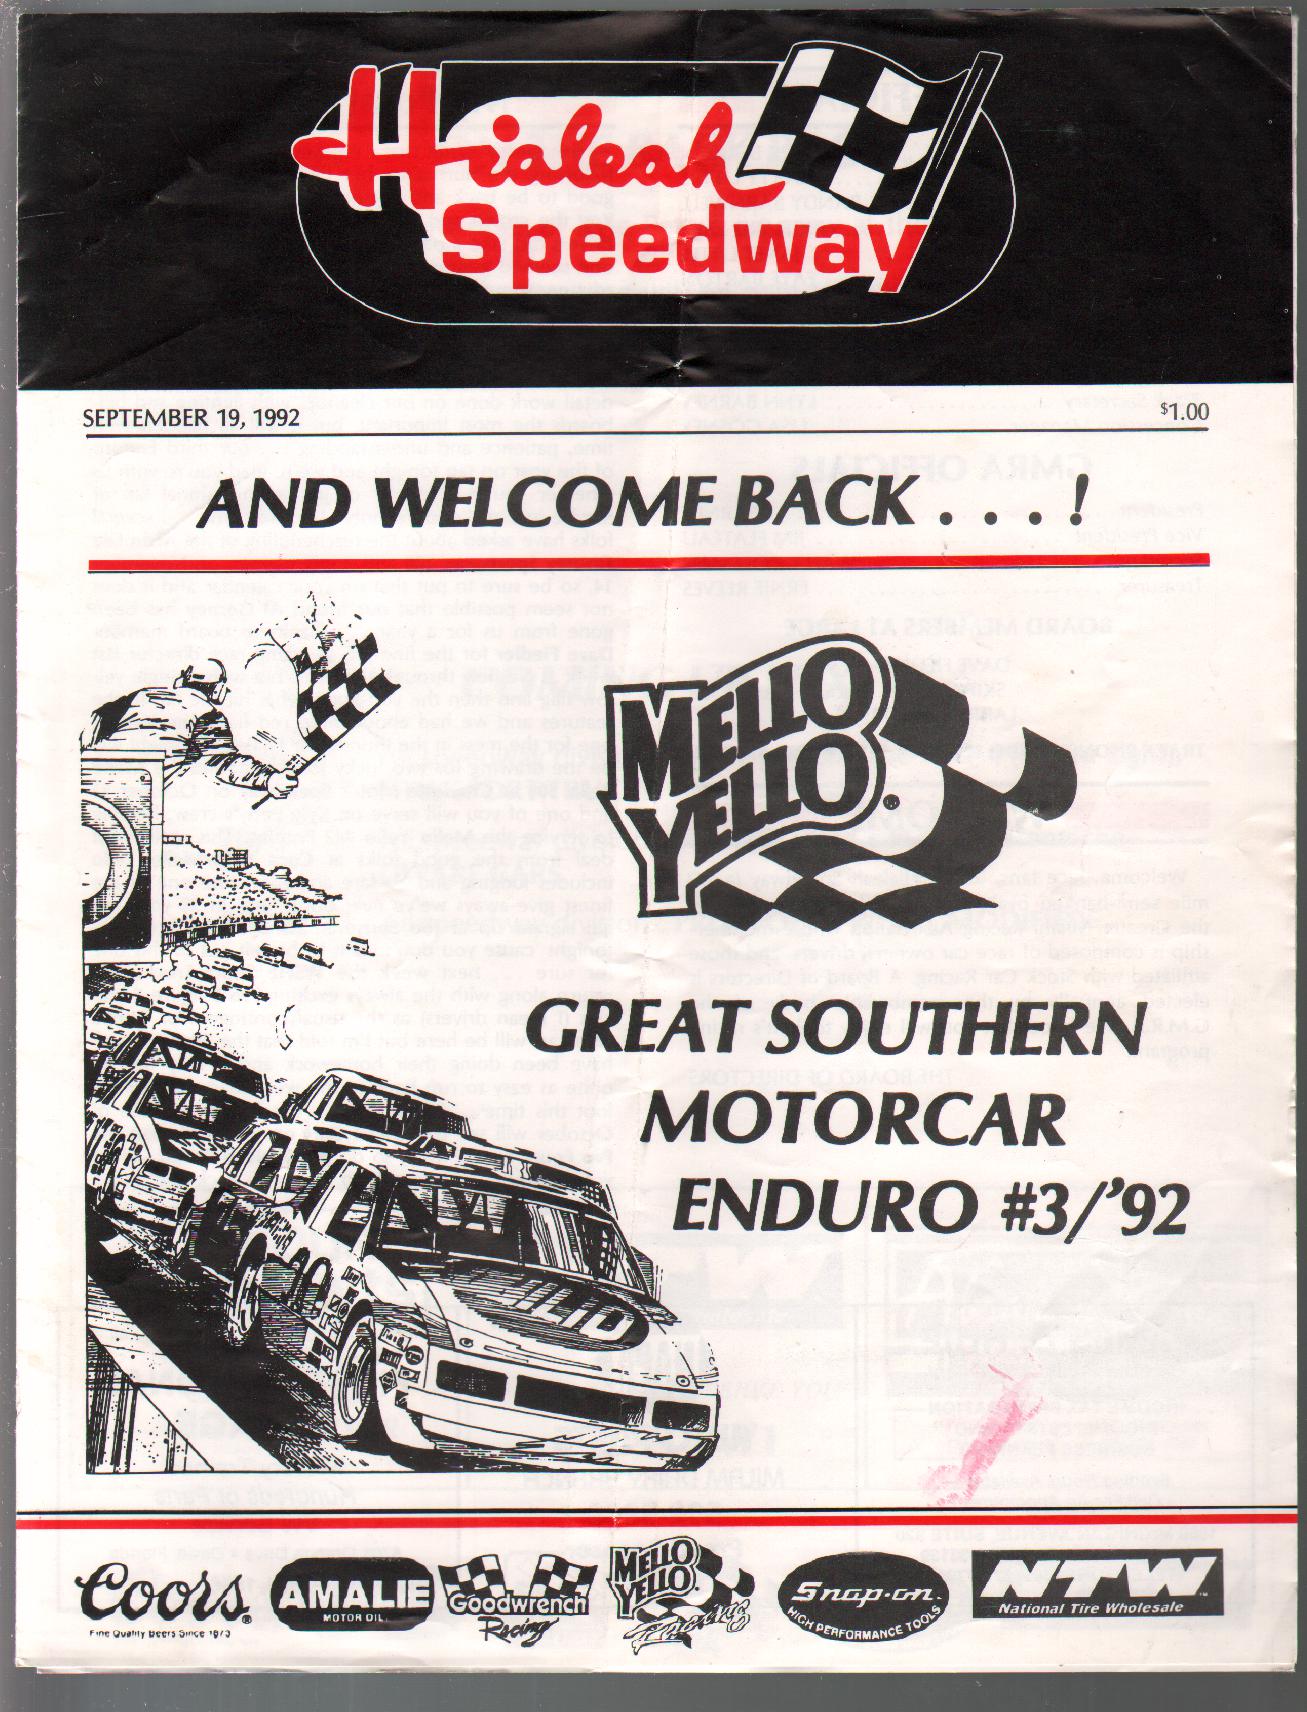 Hialeah
Speedway
SEPTEMBER 19, 1992
$1.00
AND WELCOME BACK . . . . !
MELLO
YELLO®
GREAT SOUTHERN
MOTORCAR
ENDURO #3/'92
Coors®
Fine Quality Beers Since 1873
AMALIE
MOTOR OIL
Goodwrench
Racing
MELLO
YELLO
Racing
Snap-on
HIGH PERFORMANCE TOOLS
NTW™
National Tire Wholesale